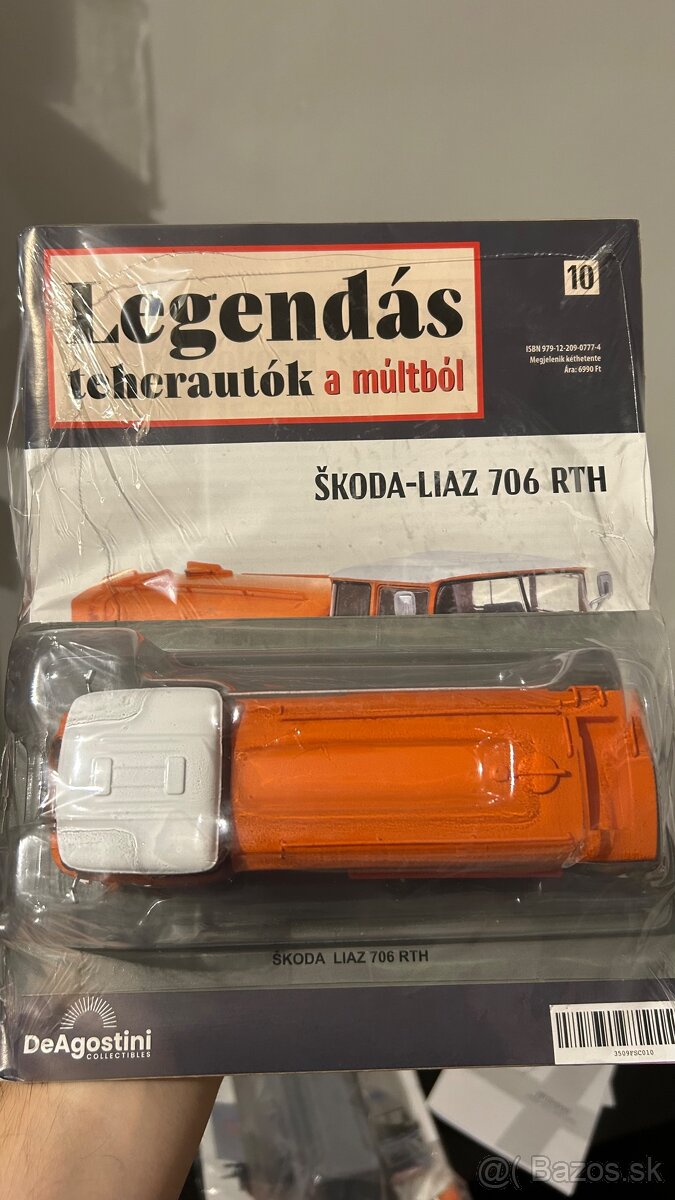 Legendás
teherautók a múltból
10
ISBN 979-12-209-0777-4
Megjelenik kéthetente
Ára: 6990 Ft
ŠKODA-LIAZ 706 RTH
ŠKODA LIAZ 706 RTH
DeAgostini
COLLECTIBLES
3509FSC010
@( Bazos.sk